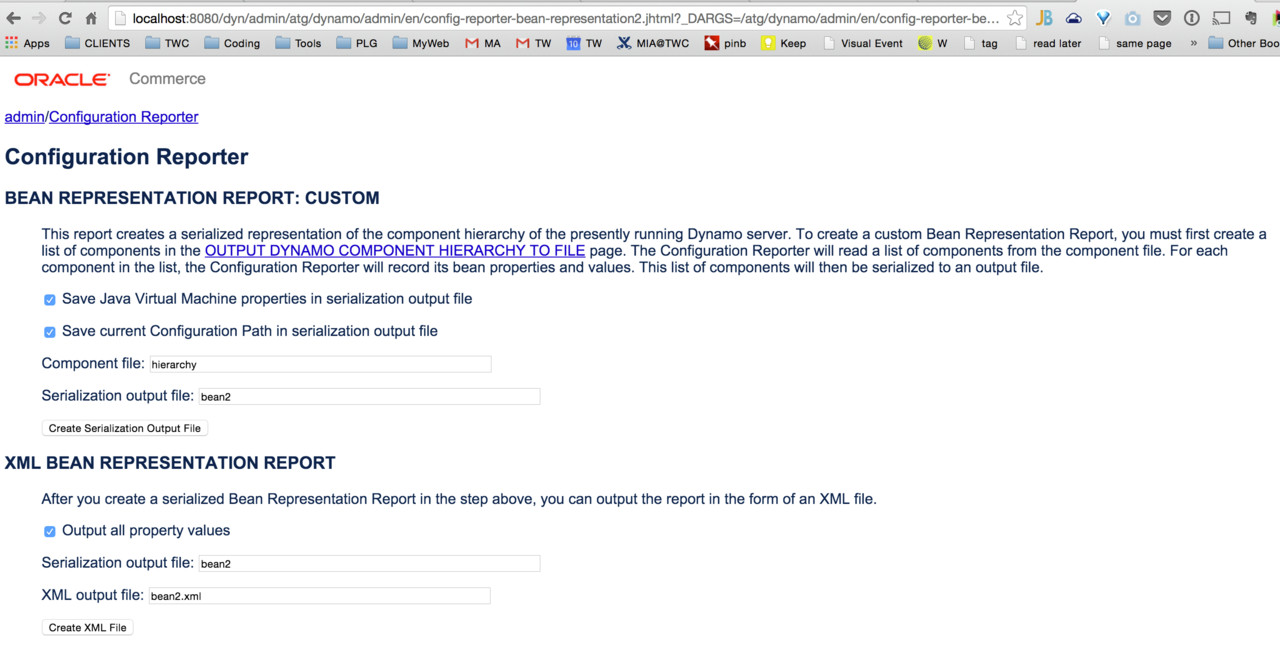 localhost:8080/dyn/admin/atg/dynamo/admin/en/config-reporter-bean-representation2.jhtml?_DARGS=/atg/dynamo/admin/en/config-reporter-be...
Apps CLIENTS TWC Coding Tools PLG MyWeb MA TW 10 TW MIA@TWC pinb Keep Visual Event W tag read later same page » Other Boo
JB
ORACLE Commerce
admin/Configuration Reporter
Configuration Reporter
BEAN REPRESENTATION REPORT: CUSTOM
This report creates a serialized representation of the component hierarchy of the presently running Dynamo server. To create a custom Bean Representation Report, you must first create a
list of components in the OUTPUT DYNAMO COMPONENT HIERARCHY TO FILE page. The Configuration Reporter will read a list of components from the component file. For each
component in the list, the Configuration Reporter will record its bean properties and values. This list of components will then be serialized to an output file.
Save Java Virtual Machine properties in serialization output file
Save current Configuration Path in serialization output file
Component file: hierarchy
Serialization output file: bean2
Create Serialization Output File
XML BEAN REPRESENTATION REPORT
After you create a serialized Bean Representation Report in the step above, you can output the report in the form of an XML file.
Output all property values
Serialization output file: bean2
XML output file: bean2.xml
Create XML File